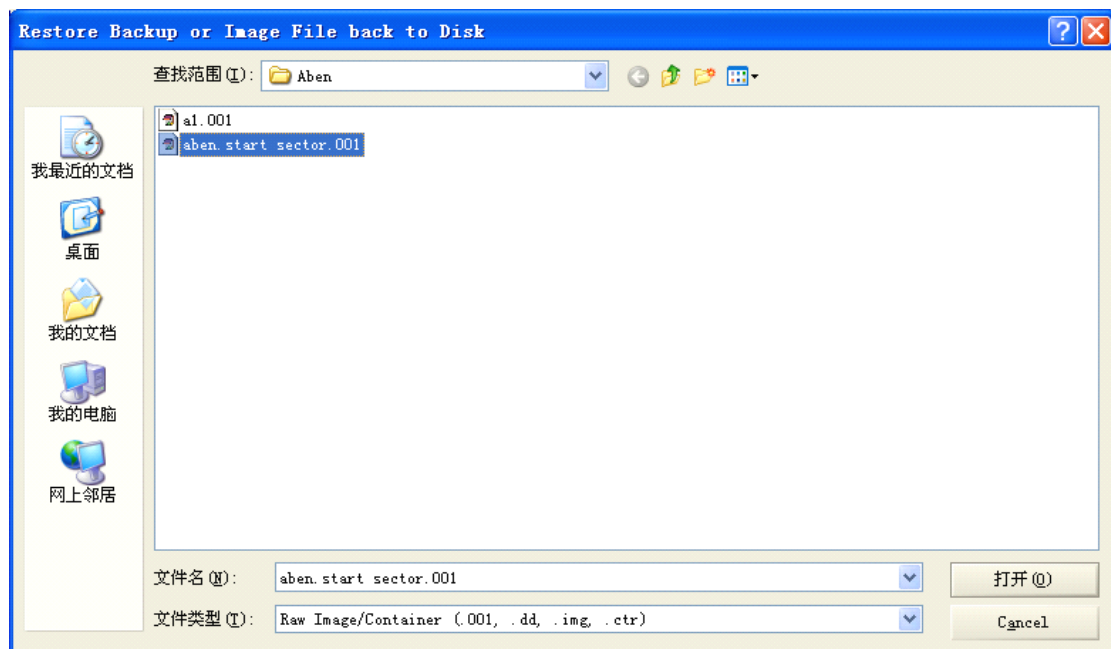 Restore Backup or Image File back to Disk
查找范围(I):
Aben
a1.001
aben.start sector.001
我最近的文档
桌面
我的文档
我的电脑
网上邻居
文件名(N):
aben.start sector.001
打开(O)
文件类型(T):
Raw Image/Container (.001, .dd, .img, .ctr)
Cancel